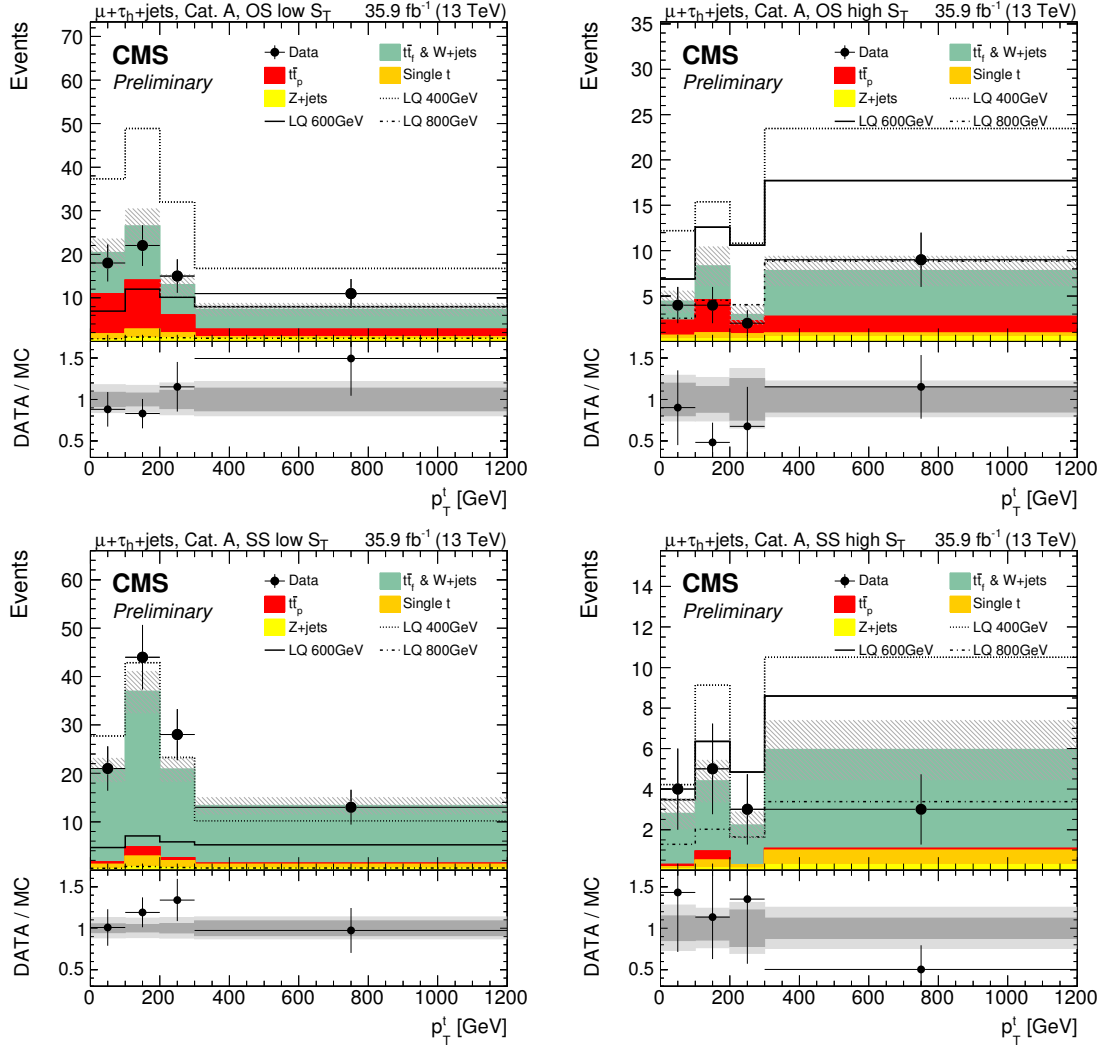 μ+τh+jets, Cat. A, OS low ST 35.9 fb-1 (13 TeV)
Events
70
60
50
40
30
20
10
CMS
Preliminary
Data
tt̄f & W+jets
tt̄p
Single t
Z+jets
LQ 400GeV
LQ 600GeV
LQ 800GeV
DATA / MC
1.5
1
0.5
0 200 400 600 800 1000 1200
pTt [GeV]
μ+τh+jets, Cat. A, OS high ST 35.9 fb-1 (13 TeV)
Events
35
30
25
20
15
10
5
CMS
Preliminary
Data
tt̄f & W+jets
tt̄p
Single t
Z+jets
LQ 400GeV
LQ 600GeV
LQ 800GeV
DATA / MC
1.5
1
0.5
0 200 400 600 800 1000 1200
pTt [GeV]
μ+τh+jets, Cat. A, SS low ST 35.9 fb-1 (13 TeV)
Events
60
50
40
30
20
10
CMS
Preliminary
Data
tt̄f & W+jets
tt̄p
Single t
Z+jets
LQ 400GeV
LQ 600GeV
LQ 800GeV
DATA / MC
1.5
1
0.5
0 200 400 600 800 1000 1200
pTt [GeV]
μ+τh+jets, Cat. A, SS high ST 35.9 fb-1 (13 TeV)
Events
14
12
10
8
6
4
2
CMS
Preliminary
Data
tt̄f & W+jets
tt̄p
Single t
Z+jets
LQ 400GeV
LQ 600GeV
LQ 800GeV
DATA / MC
1.5
1
0.5
0 200 400 600 800 1000 1200
pTt [GeV]